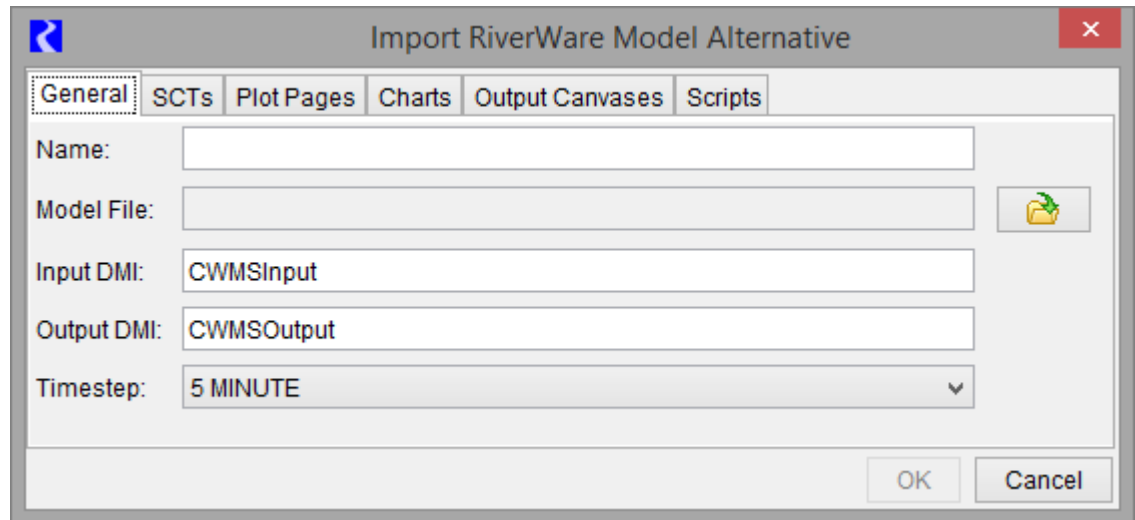 Import RiverWare Model Alternative
General SCTs Plot Pages Charts Output Canvases Scripts
Name:
Model File:
Input DMI: CWMSInput
Output DMI: CWMSOutput
Timestep: 5 MINUTE
OK Cancel